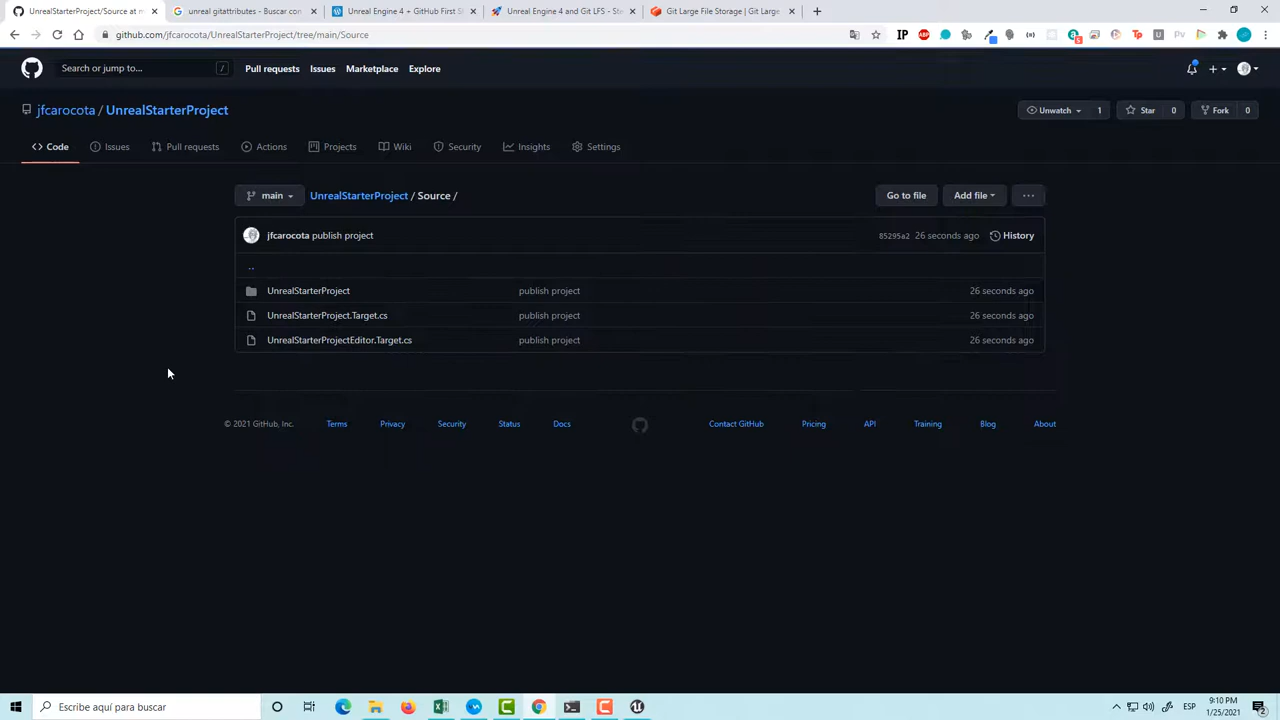 UnrealStarterProject/Source at m
unreal gitattributes - Buscar con
Unreal Engine 4 + GitHub First S
Unreal Engine 4 and Git LFS - Ste
Git Large File Storage | Git Large
github.com/jfcarocota/UnrealStarterProject/tree/main/Source
Search or jump to...
/
Pull requests
Issues
Marketplace
Explore
jfcarocota / UnrealStarterProject
Unwatch
1
Star
0
Fork
0
Code
Issues
Pull requests
Actions
Projects
Wiki
Security
Insights
Settings
main
UnrealStarterProject / Source /
Go to file
Add file
...
jfcarocota publish project
85295a2 26 seconds ago
History
..
UnrealStarterProject
publish project
26 seconds ago
UnrealStarterProject.Target.cs
publish project
26 seconds ago
UnrealStarterProjectEditor.Target.cs
publish project
26 seconds ago
© 2021 GitHub, Inc.
Terms
Privacy
Security
Status
Docs
Contact GitHub
Pricing
API
Training
Blog
About
Escribe aquí para buscar
ESP
9:10 PM
1/25/2021